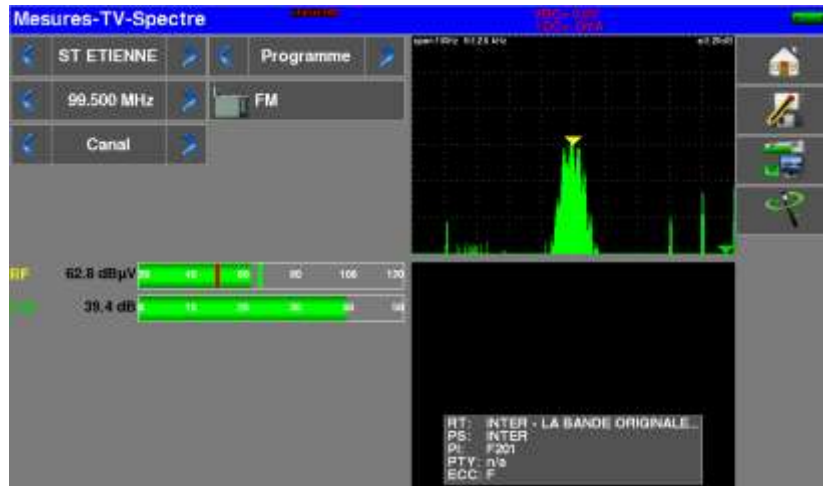 Mesures-TV-Spectre
ST ETIENNE
Programme
99.500 MHz
FM
Canal
RF 62.8 dBµV
39.4 dB
RT: INTER - LA BANDE ORIGINALE...
PS: INTER
PI: F201
PTY: n/a
ECC: F